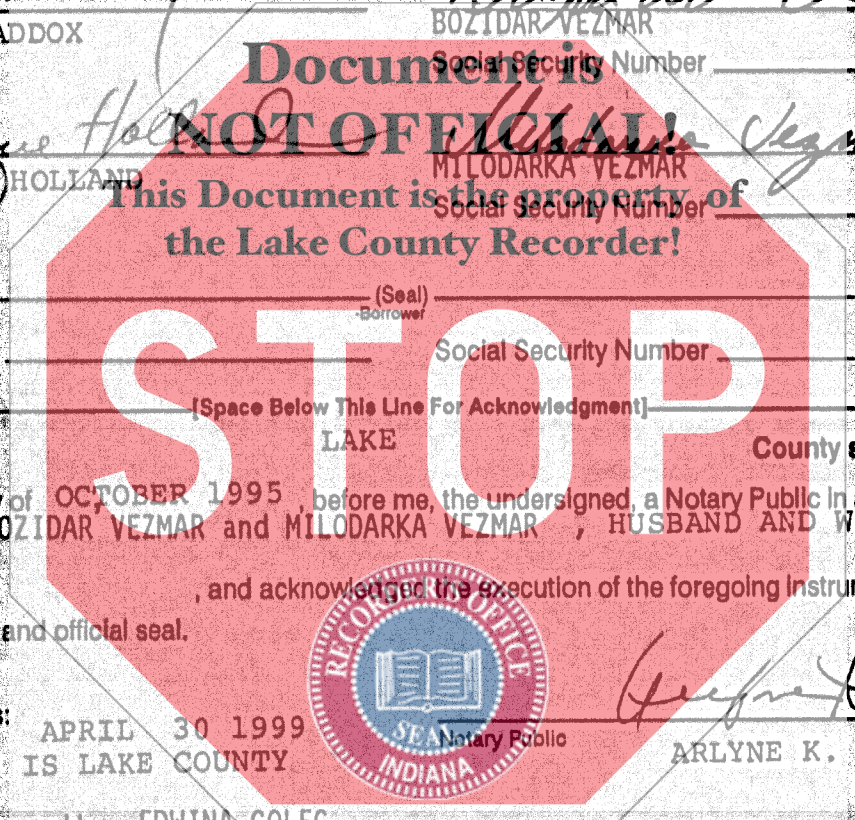 ADDOX
BOZIDAR VEZMAR
Document is
Social Security Number
Holland
NOT OFFICIAL!
HOLLAND
MILODARKA VEZMAR
This Document is the property of
Social Security Number
the Lake County Recorder!
(Seal)
-Borrower
STOP
Social Security Number
[Space Below This Line For Acknowledgment]
LAKE
County
of OCTOBER 1995 , before me, the undersigned, a Notary Public in
OZIDAR VEZMAR and MILODARKA VEZMAR , HUSBAND AND W
, and acknowledged the execution of the foregoing instru
and official seal.
RECORDER'S OFFICE
SEAL
INDIANA
APRIL 30 1999
Notary Public
IS LAKE COUNTY
ARLYNE K.
EDWINA GOLEC